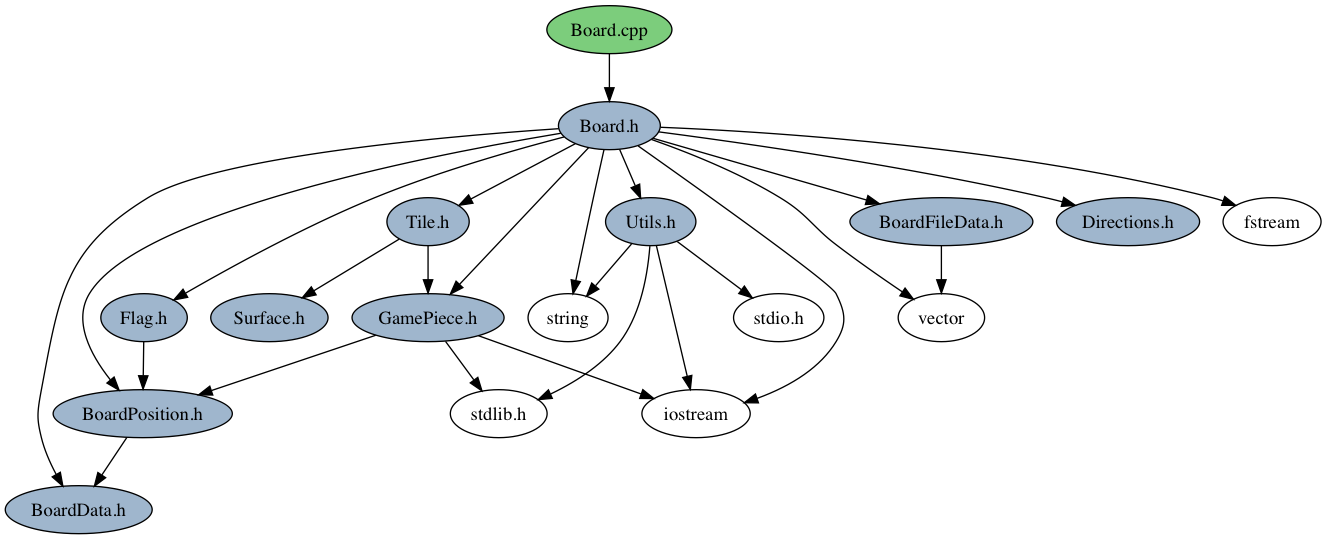 Board.cpp
Board.h
Tile.h
Utils.h
BoardFileData.h
Directions.h
fstream
Flag.h
Surface.h
GamePiece.h
string
stdio.h
vector
BoardPosition.h
stdlib.h
iostream
BoardData.h